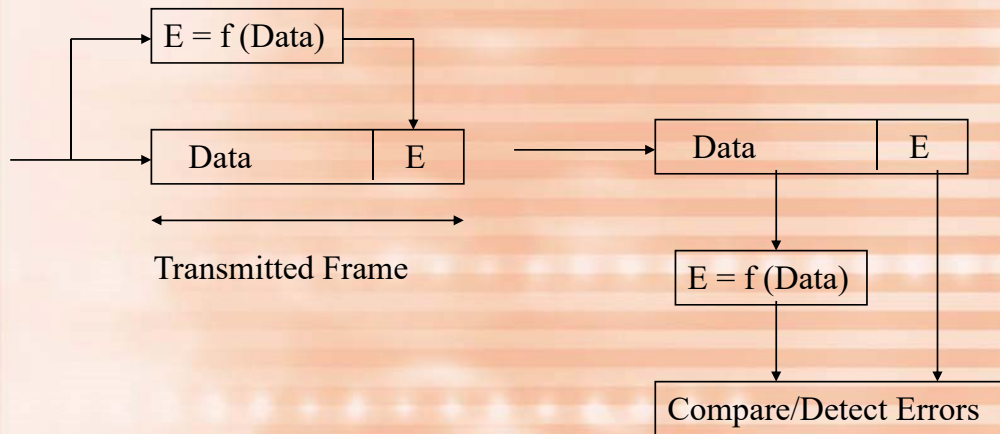 E = f (Data)
Data E
Transmitted Frame
Data E
E = f (Data)
Compare/Detect Errors